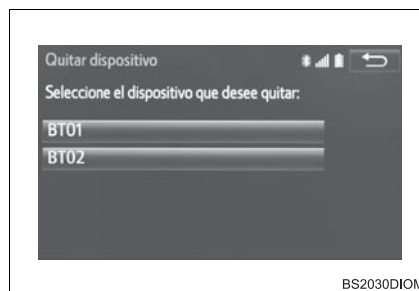 Quitar dispositivo
Seleccione el dispositivo que desee quitar:
BT01
BT02
BS2030DIOM